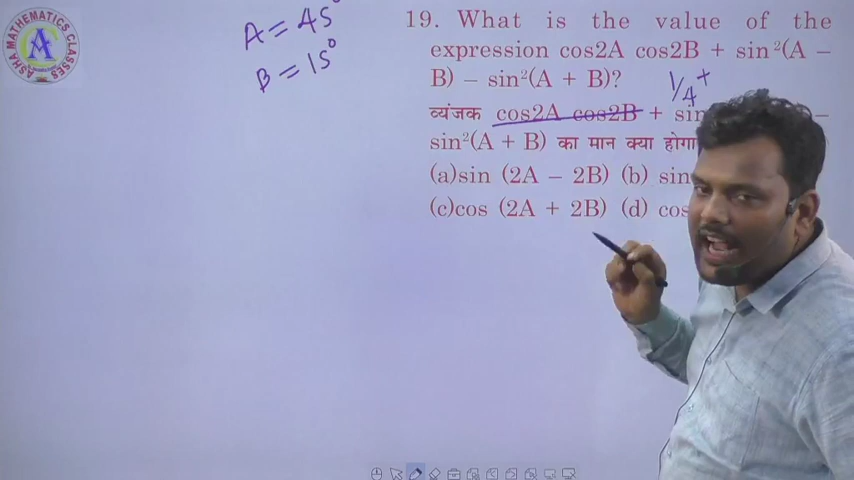 ASHA MATHEMATICS CLASSES
A = 45°
B = 15°
19. What is the value of the
expression cos2A cos2B + sin²(A –
B) – sin²(A + B)?
1/4 +
व्यंजक cos2A cos2B + sin –
sin²(A + B) का मान क्या होगा
(a)sin (2A – 2B) (b) sin
(c)cos (2A + 2B) (d) cos